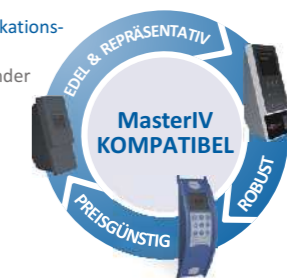 kations-
nder
EDEL & REPRÄSENTATIV
MasterIV
KOMPATIBEL
ROBUST
PREISGÜNSTIG